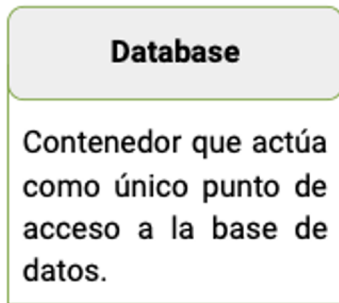 Database
Contenedor que actúa
como único punto de
acceso a la base de
datos.